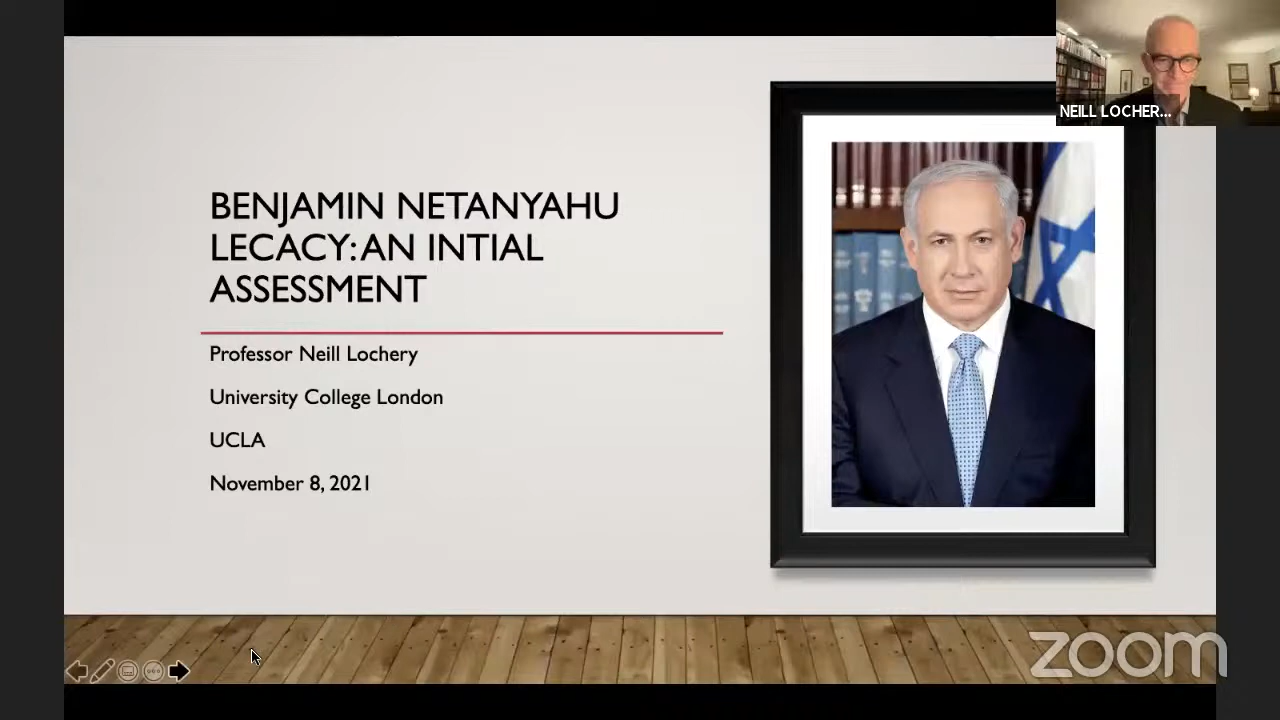 BENJAMIN NETANYAHU
LECACY: AN INTIAL
ASSESSMENT
Professor Neill Lochery
University College London
UCLA
November 8, 2021
NEILL LOCHER...
zoom